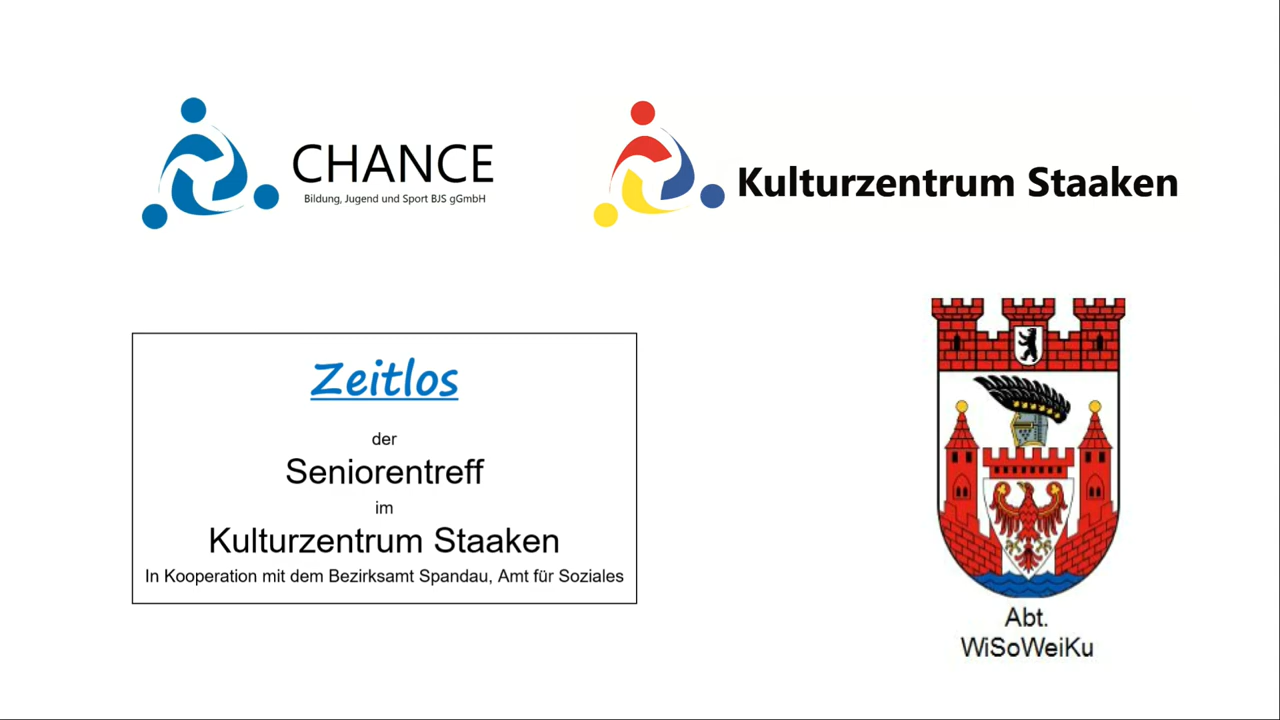 CHANCE
Bildung, Jugend und Sport BJS gGmbH
Kulturzentrum Staaken
Zeitlos
der
Seniorentreff
im
Kulturzentrum Staaken
In Kooperation mit dem Bezirksamt Spandau, Amt für Soziales
Abt.
WiSoWeiKu